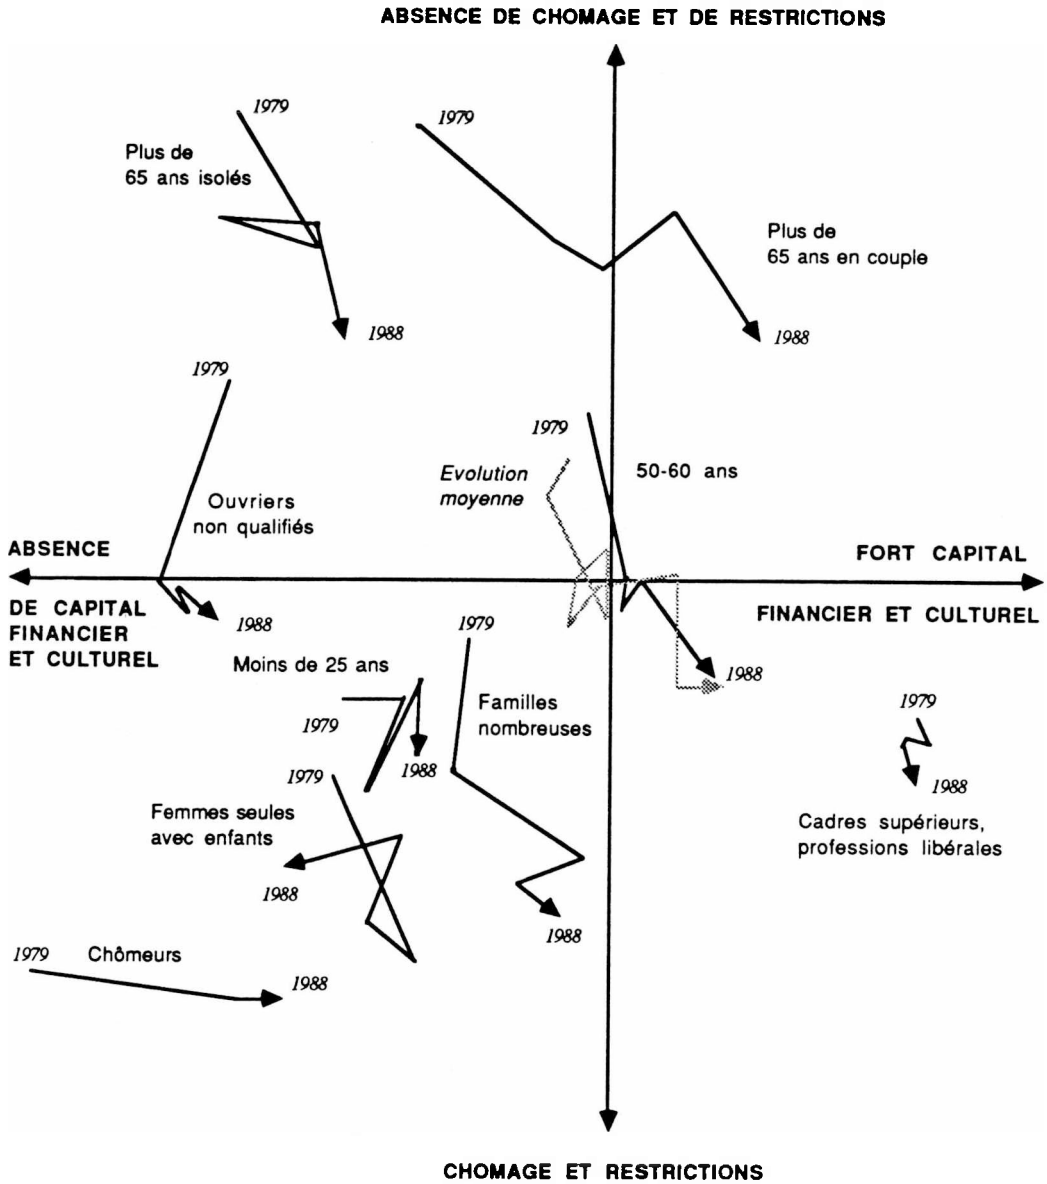 ABSENCE DE CHOMAGE ET DE RESTRICTIONS
1979
1979
Plus de
65 ans isolés
Plus de
65 ans en couple
1988
1988
1979
1979
Evolution
moyenne
50-60 ans
Ouvriers
non qualifiés
ABSENCE
DE CAPITAL
FINANCIER
ET CULTUREL
FORT CAPITAL
FINANCIER ET CULTUREL
1988
1979
Moins de 25 ans
1988
Familles
nombreuses
1979
1979
1988
1979
1988
Femmes seules
avec enfants
Cadres supérieurs,
professions libérales
1988
1988
1979
Chômeurs
1988
CHOMAGE ET RESTRICTIONS